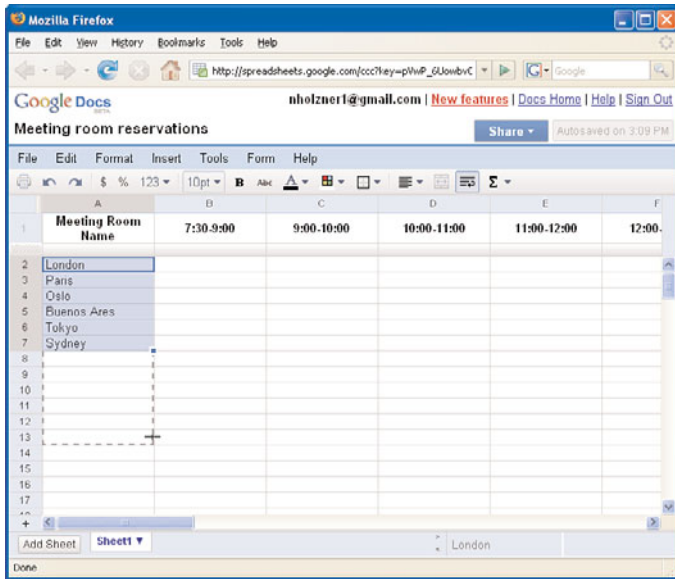 Mozilla Firefox
File Edit View History Bookmarks Tools Help
http://spreadsheets.google.com/ccc?key=pVwP_6UowbvC Google
Google Docs BETA nholzner1@gmail.com | New features | Docs Home | Help | Sign Out
Meeting room reservations Share Autosaved on 3:09 PM
File Edit Format Insert Tools Form Help
$ % 123 10pt B Abc A Σ
A B C D E F
1 Meeting Room Name 7:30-9:00 9:00-10:00 10:00-11:00 11:00-12:00 12:00-
2 London
3 Paris
4 Oslo
5 Buenos Ares
6 Tokyo
7 Sydney
8
9
10
11
12
13
14
15
16
17
+
Add Sheet Sheet1 London
Done